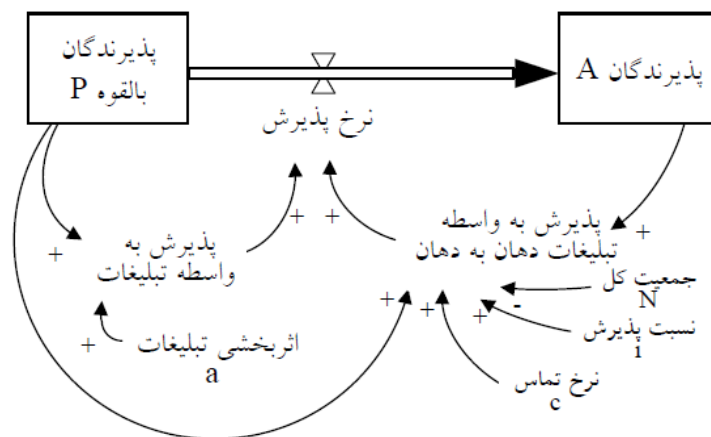 پذیرندگان
بالقوه P
پذیرندگان A
نرخ پذیرش
+
+
پذیرش به واسطه
تبلیغات دهان به دهان
+
+
پذیرش به
واسطه تبلیغات
جمعیت کل
N
-
+
+
+
نسبت پذیرش
i
+
اثربخشی تبلیغات
a
نرخ تماس
c